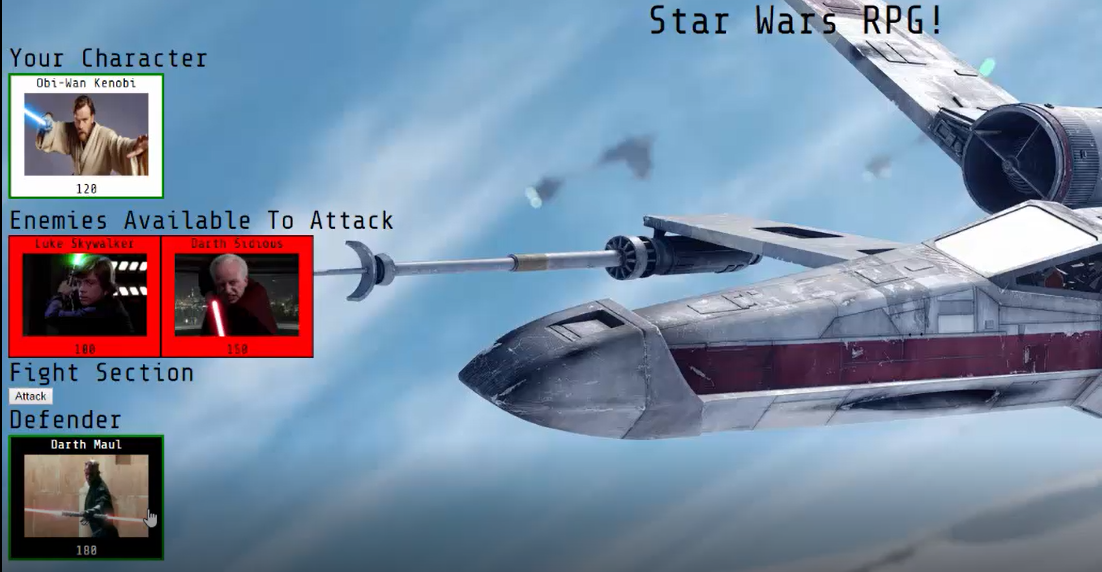 Star Wars RPG!
Your Character
Obi-Wan Kenobi
120
Enemies Available To Attack
Luke Skywalker
Darth Sidious
100
150
Fight Section
Attack
Defender
Darth Maul
180